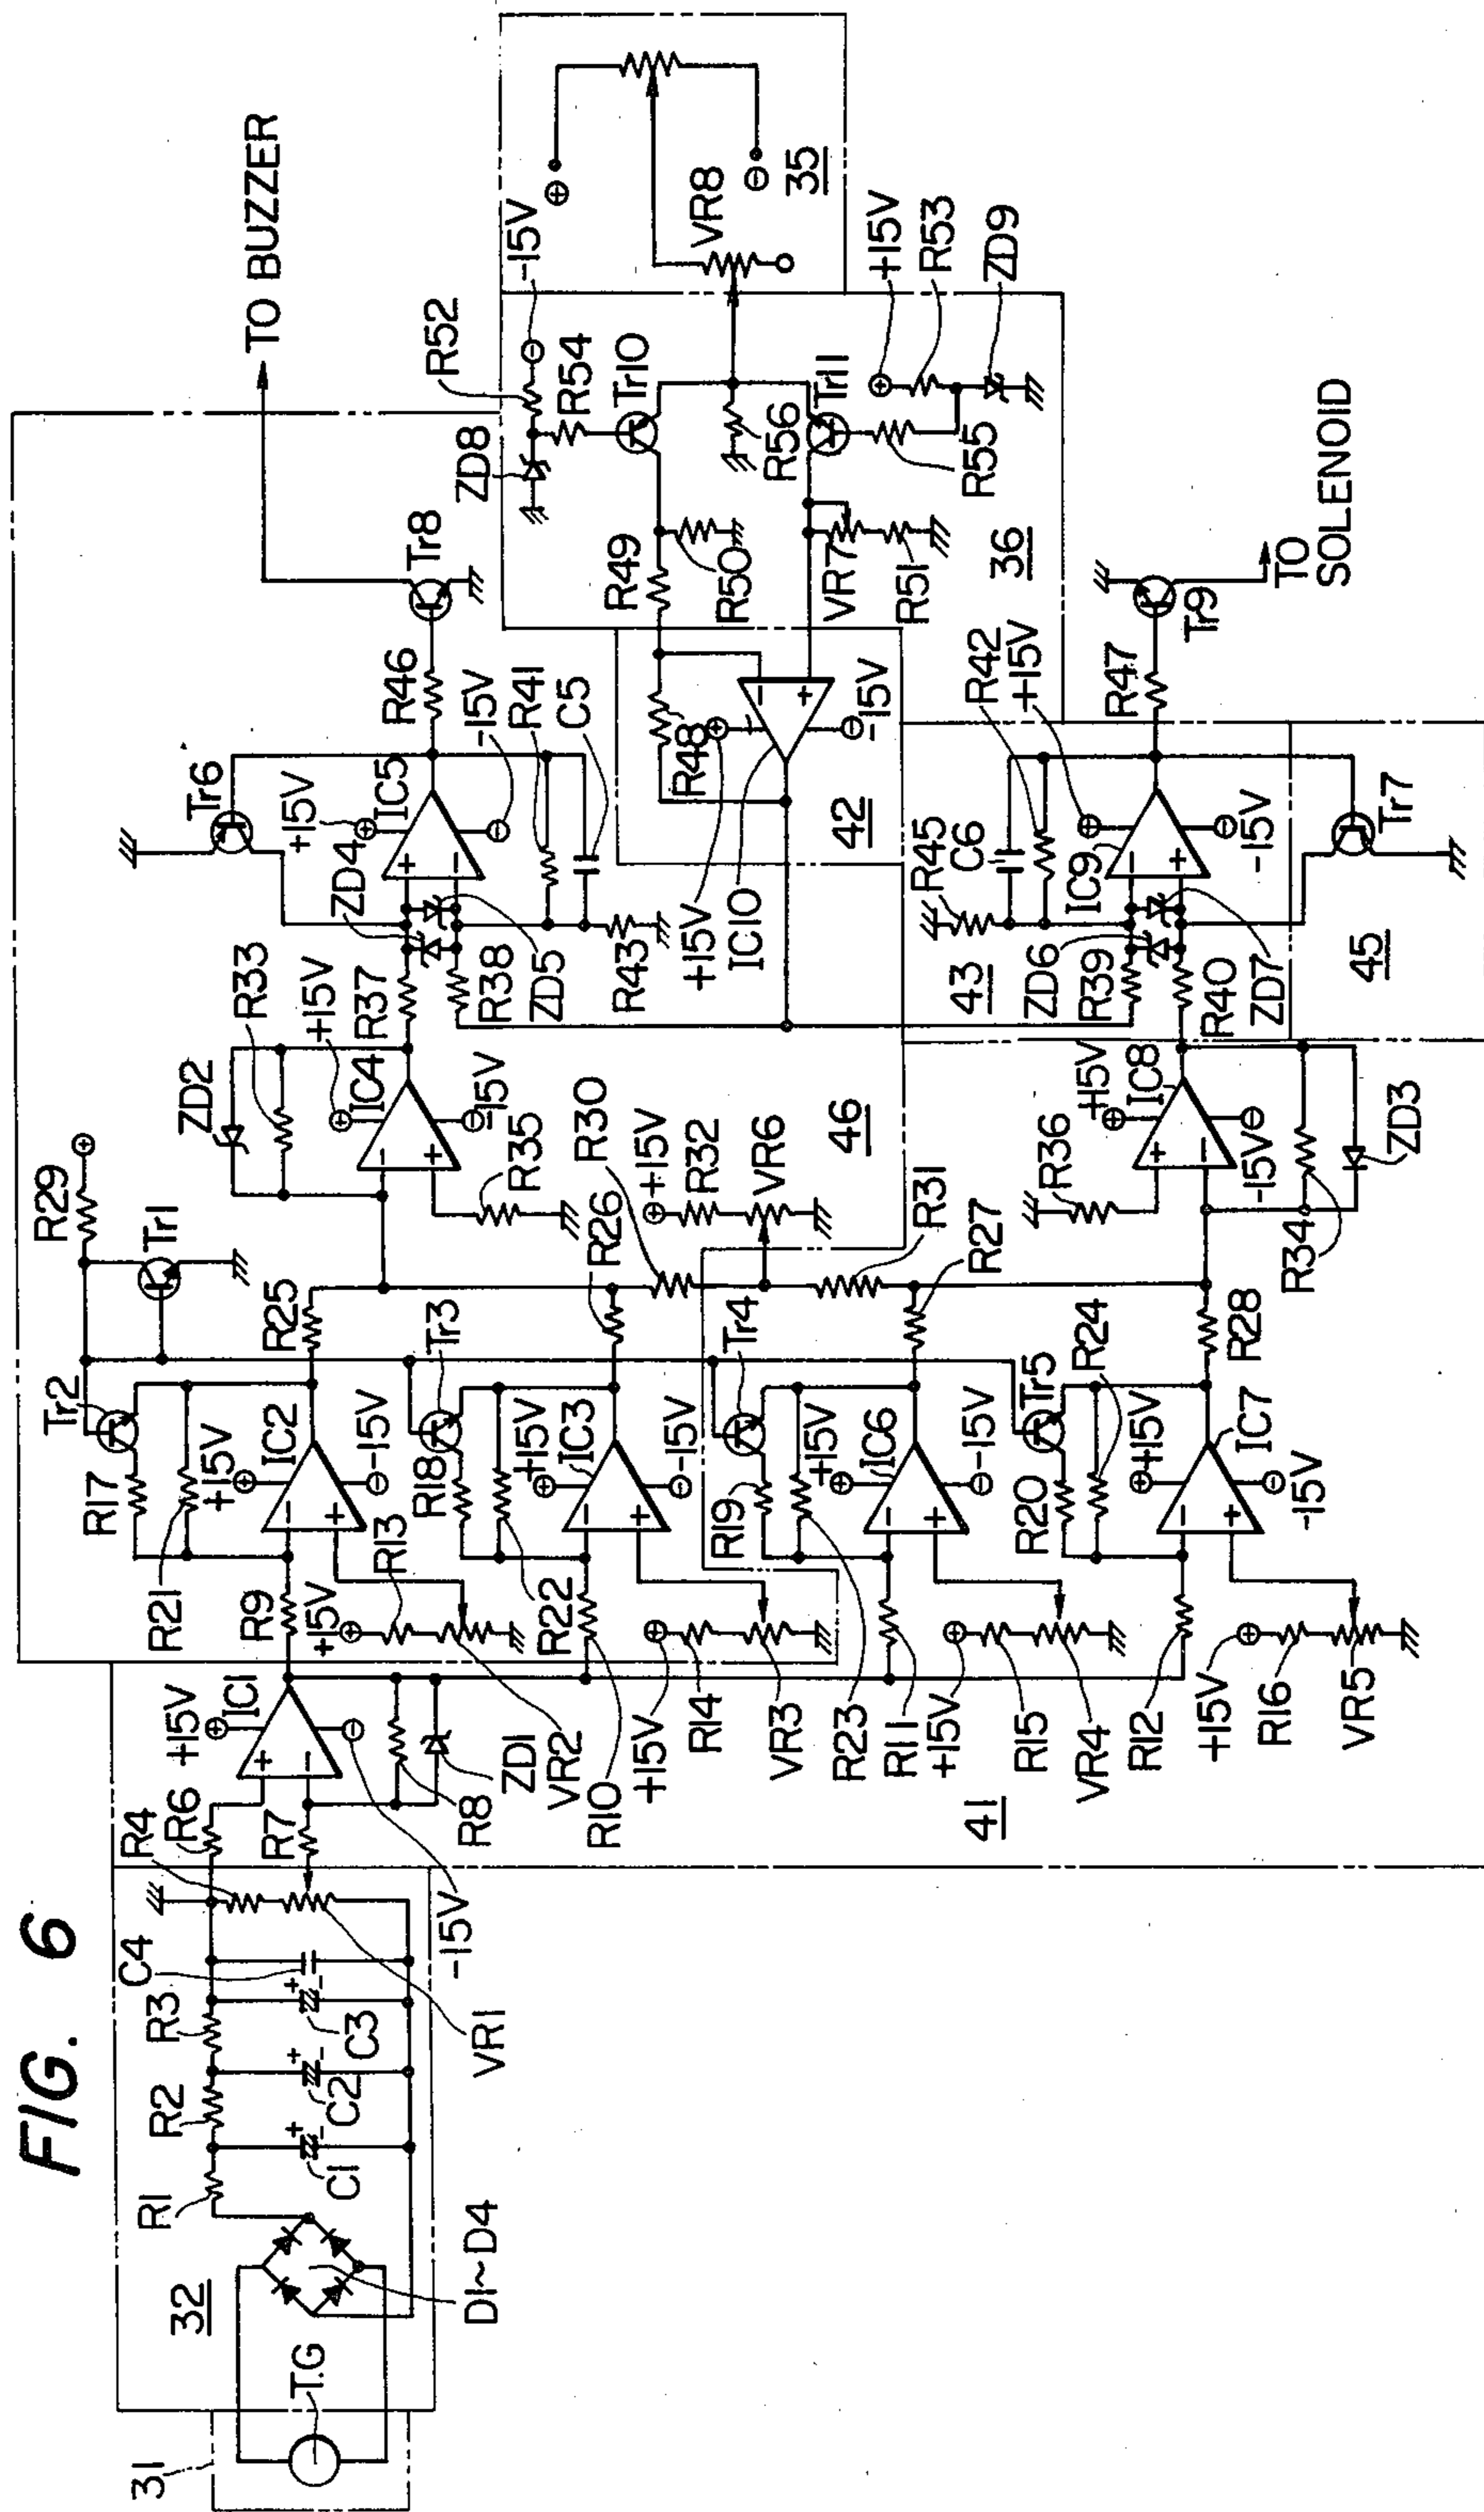 FIG. 6
31
T.G
32
D1~D4
R1
C1
R2
C2
R3
C3
C4
VR1
R4
R6
R7
-15V
+15V
IC1
R8
ZD1
VR2
R10
R9
+15V
R13
R21
R17
+15V
IC2
-15V
Tr2
R25
R29
Tr1
R22
R18
+15V
IC3
-15V
Tr3
R26
+15V
R14
VR3
R23
R11
R19
+15V
IC6
-15V
Tr4
R27
+15V
R15
VR4
R12
41
R20
R24
Tr5
+15V
IC7
-15V
R28
+15V
R16
VR5
R30
+15V
R32
VR6
R31
46
ZD2
R33
+15V
IC4
-15V
R35
R36
+15V
IC8
-15V
R34
ZD3
R37
R38
ZD4
ZD5
Tr6
+15V
IC5
-15V
R41
C5
R43
R46
Tr8
TO BUZZER
+15V
IC10
R48
-15V
42
R49
R50
VR7
R51
36
ZD8
R52
-15V
R54
Tr10
R56
Tr11
R55
+15V
R53
ZD9
VR8
35
43
R45
C6
R42
+15V
ZD6
R39
IC9
-15V
R40
ZD7
45
Tr7
R47
Tr9
TO
SOLENOID